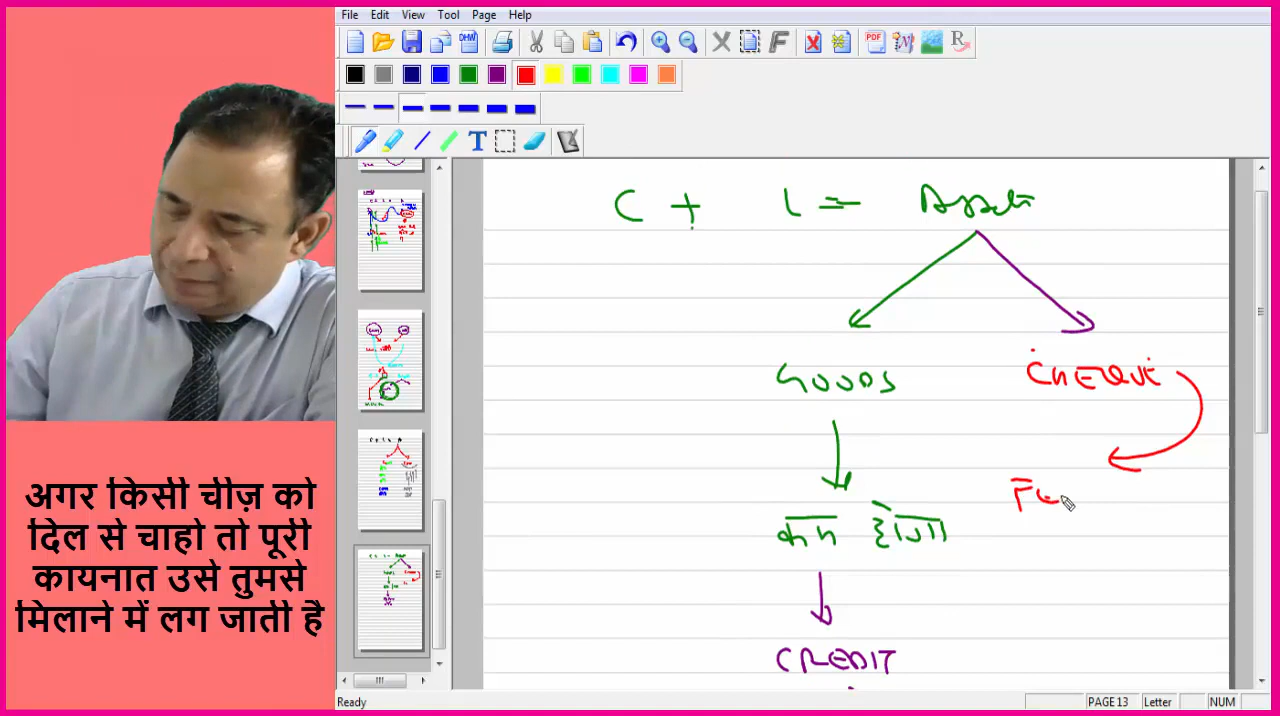 File Edit View Tool Page Help
C + L = Assets
GOODS
CHEQUE
कम हुआ
CREDIT
अगर किसी चीज़ को
दिल से चाहो तो पूरी
कायनात उसे तुमसे
मिलाने में लग जाती है
Ready
PAGE 13 Letter NUM